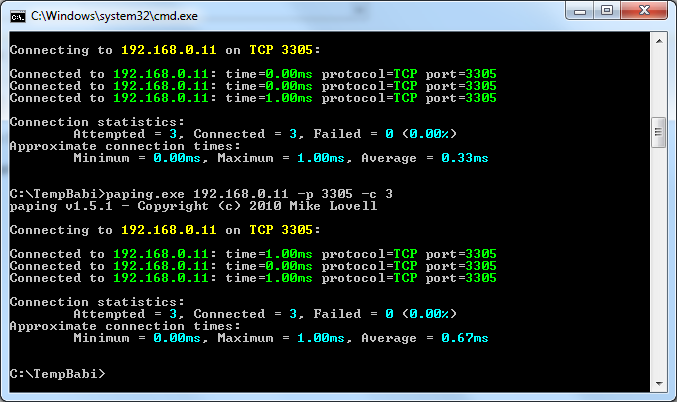 C:\Windows\system32\cmd.exe
Connecting to 192.168.0.11 on TCP 3305:
Connected to 192.168.0.11: time=0.00ms protocol=TCP port=3305
Connected to 192.168.0.11: time=0.00ms protocol=TCP port=3305
Connected to 192.168.0.11: time=1.00ms protocol=TCP port=3305
Connection statistics:
Attempted = 3, Connected = 3, Failed = 0 (0.00%)
Approximate connection times:
Minimum = 0.00ms, Maximum = 1.00ms, Average = 0.33ms
C:\TempBabi>paping.exe 192.168.0.11 -p 3305 -c 3
paping v1.5.1 - Copyright (c) 2010 Mike Lovell
Connecting to 192.168.0.11 on TCP 3305:
Connected to 192.168.0.11: time=1.00ms protocol=TCP port=3305
Connected to 192.168.0.11: time=0.00ms protocol=TCP port=3305
Connected to 192.168.0.11: time=1.00ms protocol=TCP port=3305
Connection statistics:
Attempted = 3, Connected = 3, Failed = 0 (0.00%)
Approximate connection times:
Minimum = 0.00ms, Maximum = 1.00ms, Average = 0.67ms
C:\TempBabi>